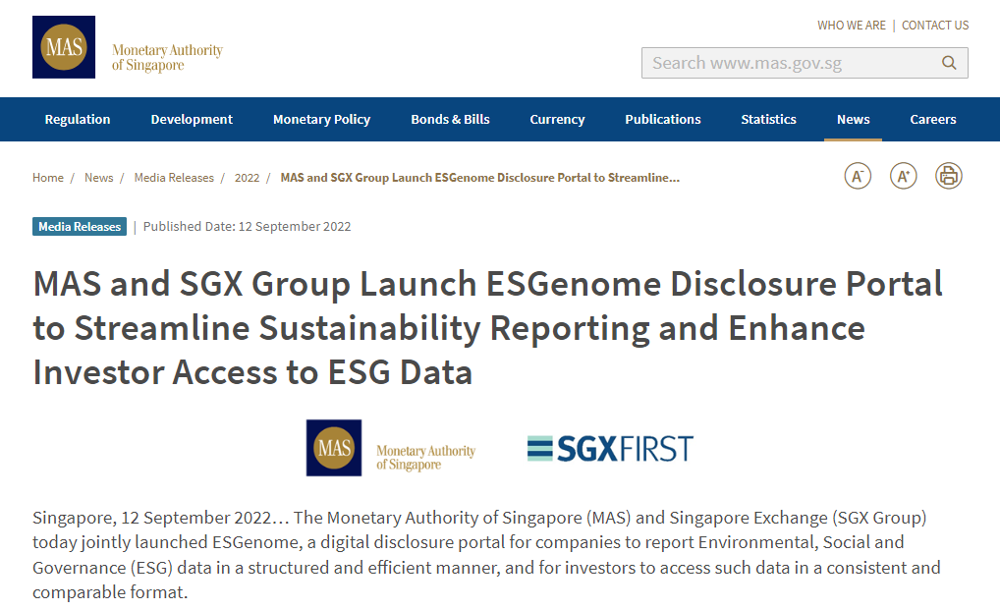 WHO WE ARE | CONTACT US
MAS
Monetary Authority
of Singapore
Search www.mas.gov.sg
Regulation Development Monetary Policy Bonds & Bills Currency Publications Statistics News Careers
Home / News / Media Releases / 2022 / MAS and SGX Group Launch ESGenome Disclosure Portal to Streamline...
A- A+
Media Releases | Published Date: 12 September 2022
MAS and SGX Group Launch ESGenome Disclosure Portal
to Streamline Sustainability Reporting and Enhance
Investor Access to ESG Data
MAS
Monetary Authority
of Singapore
SGXFIRST
Singapore, 12 September 2022… The Monetary Authority of Singapore (MAS) and Singapore Exchange (SGX Group)
today jointly launched ESGenome, a digital disclosure portal for companies to report Environmental, Social and
Governance (ESG) data in a structured and efficient manner, and for investors to access such data in a consistent and
comparable format.